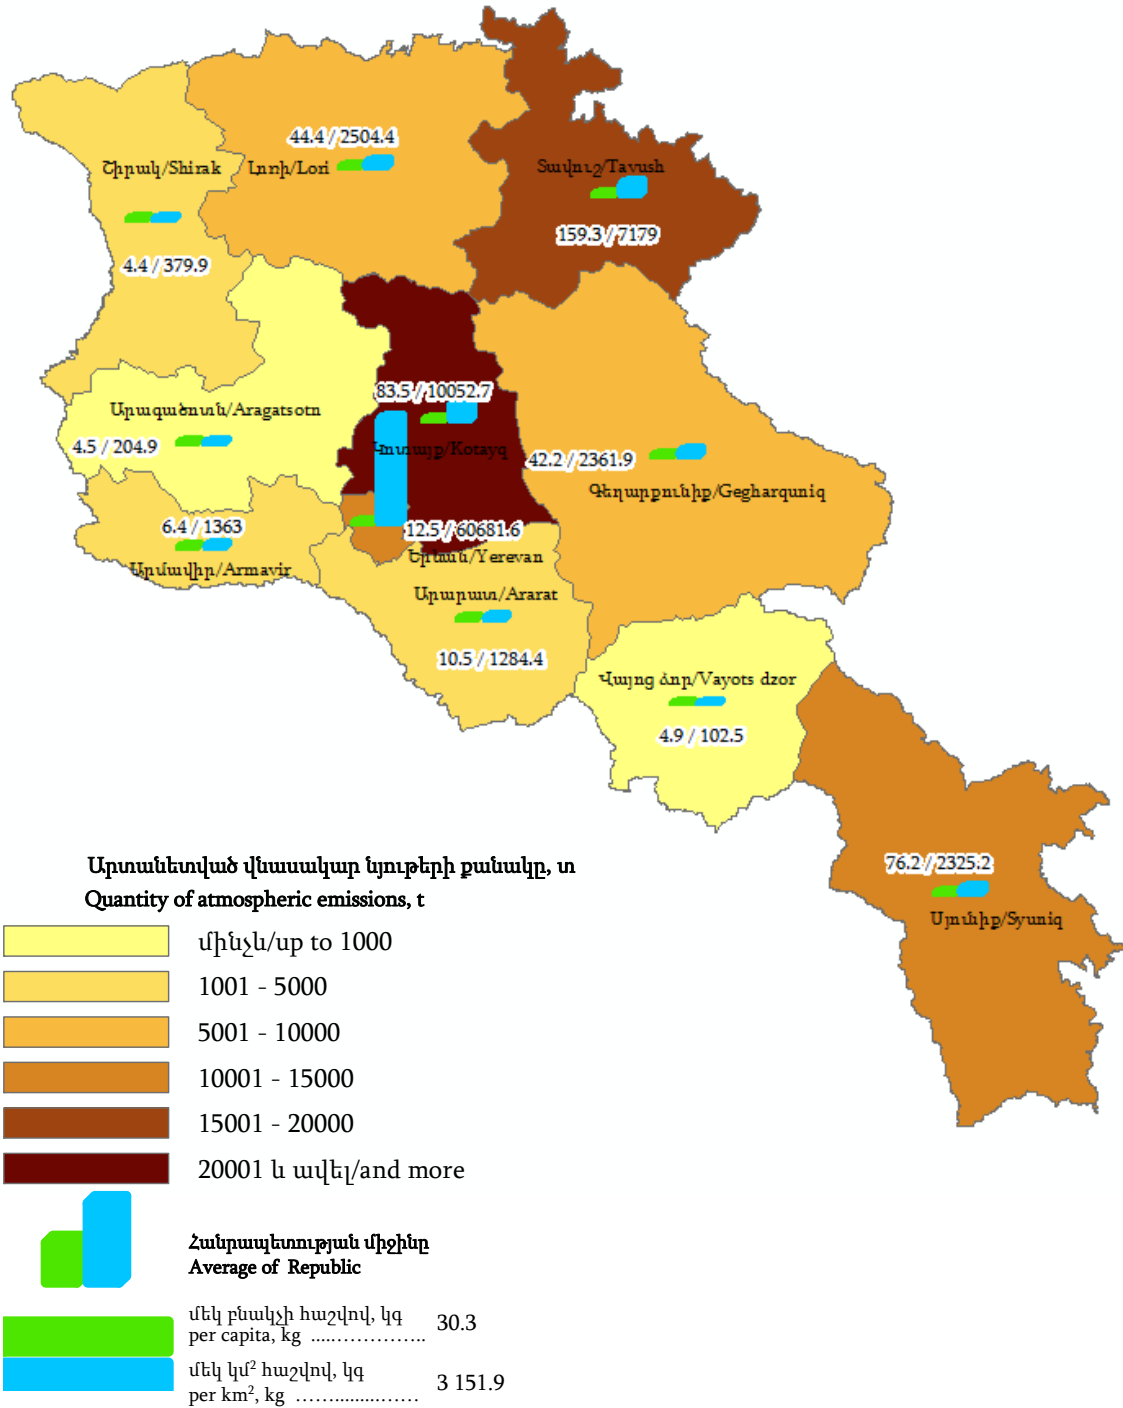 44.4 / 2504.4
Շիրակ/Shirak
Լոռի/Lori
Տավուշ/Tavush
159.3 / 7179
4.4 / 379.9
83.5 / 10052.7
Արագածոտն/Aragatsotn
4.5 / 204.9
Կոտայք/Kotayq
42.2 / 2361.9
Գեղարքունիք/Gegharquniq
6.4 / 1363
12.5 / 60681.6
Երևան/Yerevan
Արմավիր/Armavir
Արարատ/Ararat
10.5 / 1284.4
Վայոց ձոր/Vayots dzor
4.9 / 102.5
76.2 / 2325.2
Սյունիք/Syuniq
Արտանետված վնասակար նյութերի քանակը, տ
Quantity of atmospheric emissions, t
մինչև/up to 1000
1001 - 5000
5001 - 10000
10001 - 15000
15001 - 20000
20001 և ավել/and more
Հանրապետության միջինը
Average of Republic
մեկ բնակչի հաշվով, կգ
per capita, kg .................. 30.3
մեկ կմ² հաշվով, կգ
per km², kg .................. 3 151.9